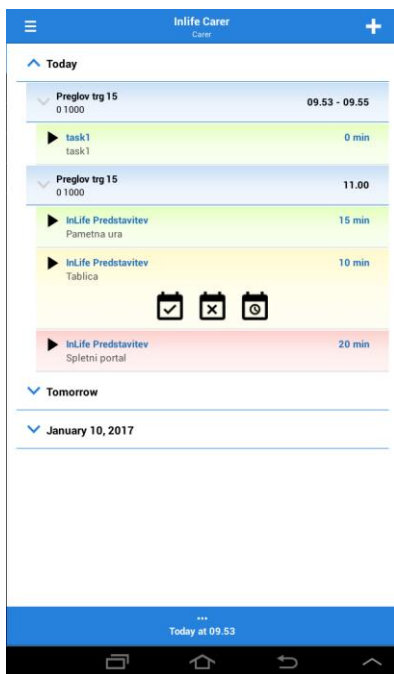 Inlife Carer
Carer
Today
Preglov trg 15
0 1000
09.53 - 09.55
task1
0 min
task1
Preglov trg 15
0 1000
11.00
InLife Predstavitev
15 min
Pametna ura
InLife Predstavitev
10 min
Tablica
InLife Predstavitev
20 min
Spletni portal
Tomorrow
January 10, 2017
...
Today at 09.53